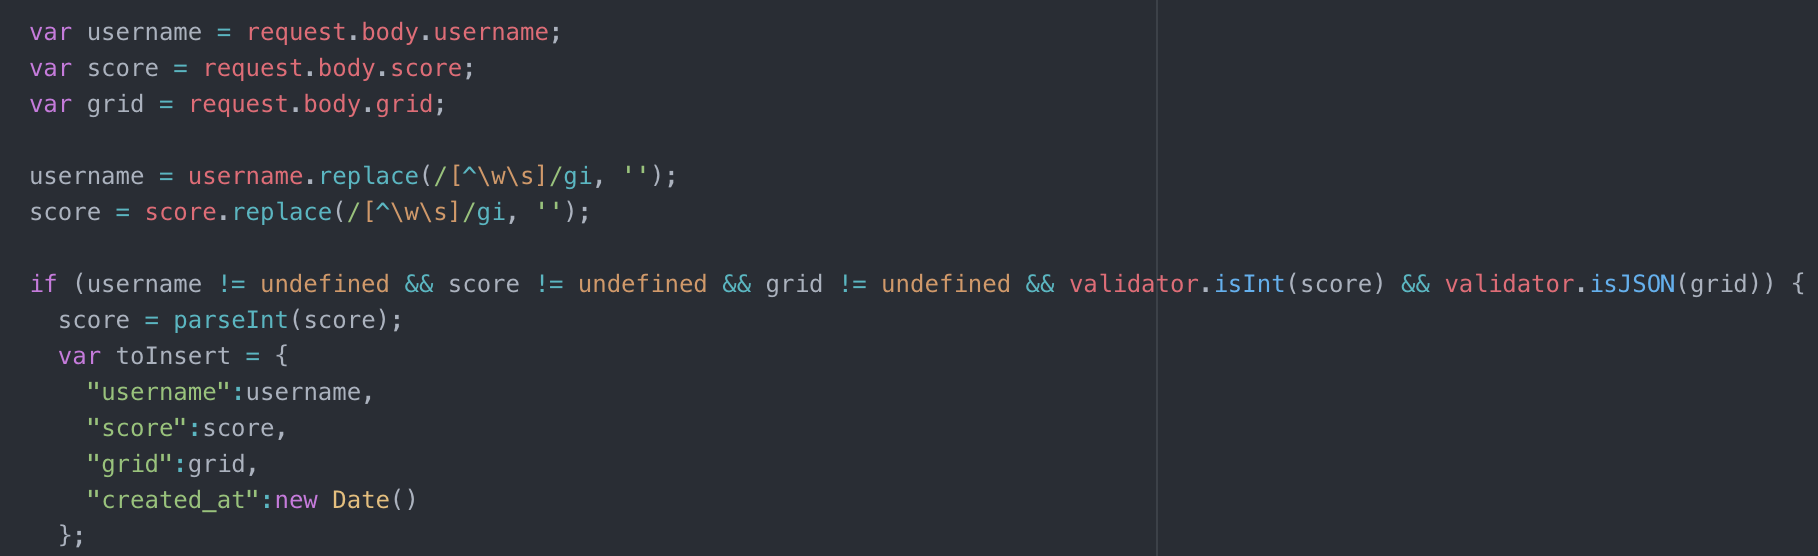 var username = request.body.username;
var score = request.body.score;
var grid = request.body.grid;

username = username.replace(/[^\w\s]/gi, '');
score = score.replace(/[^\w\s]/gi, '');

if (username != undefined && score != undefined && grid != undefined && validator.isInt(score) && validator.isJSON(grid)) {
  score = parseInt(score);
  var toInsert = {
    "username":username,
    "score":score,
    "grid":grid,
    "created_at":new Date()
  };